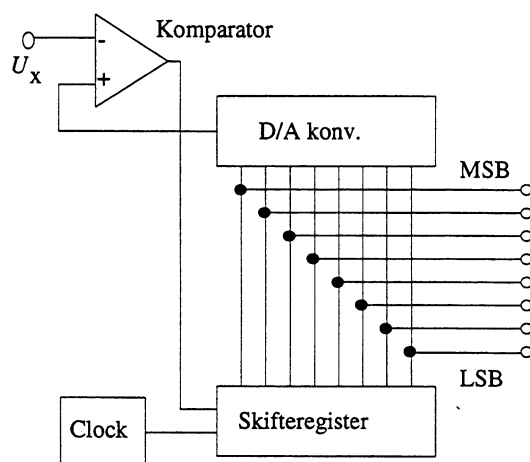 Komparator
-
U x
+
D/A konv.
MSB
LSB
Clock
Skifteregister